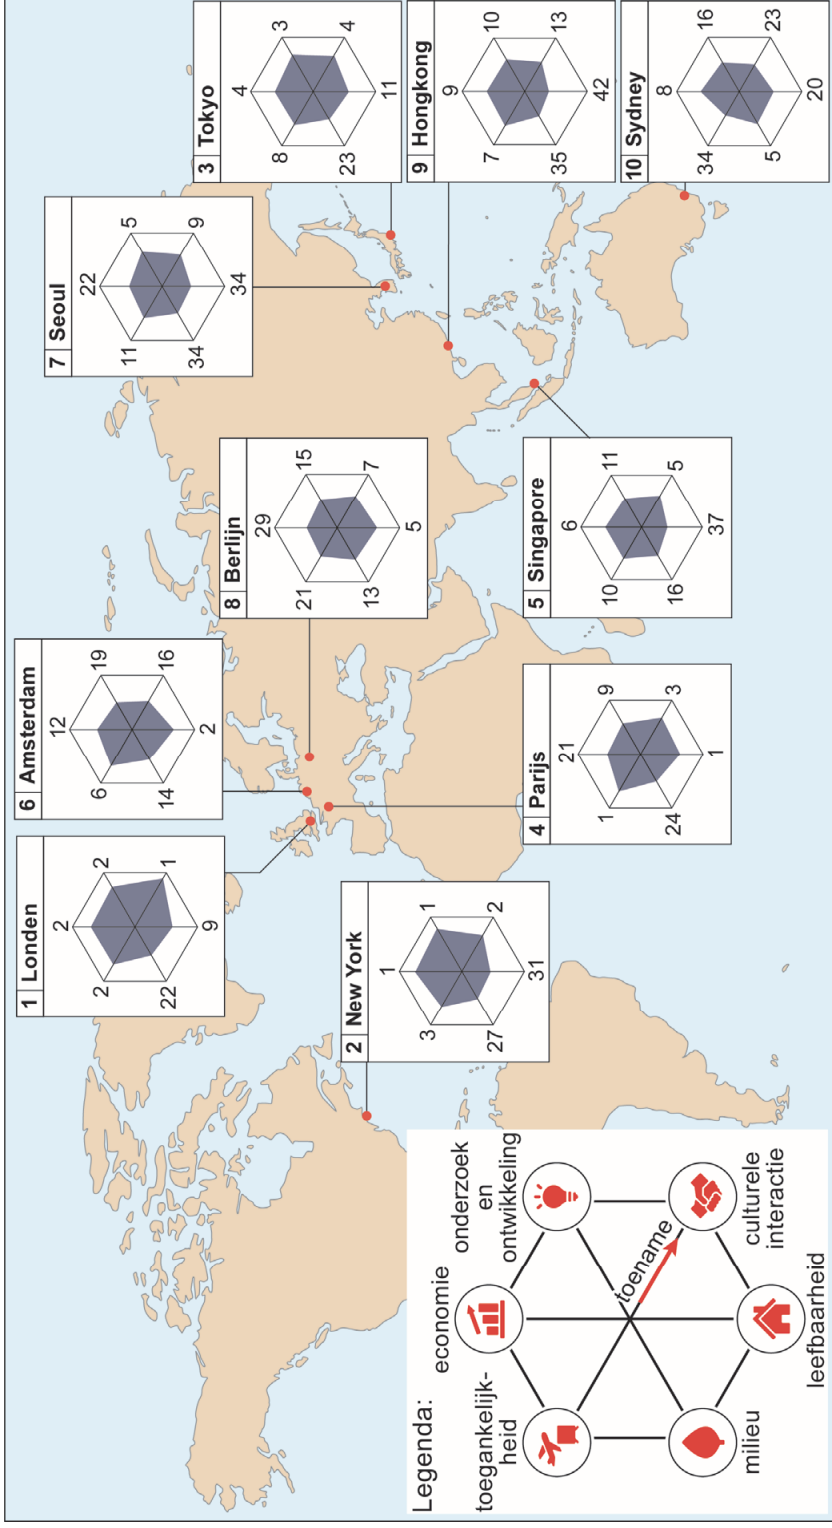 1 Londen
2
2 2
22 1
9
6 Amsterdam
12
6 19
14 16
2
7 Seoul
22
11 5
34 9
34
3 Tokyo
4
8 3
23 4
11
8 Berlijn
29
21 15
13 7
5
2 New York
1
3 1
27 2
31
9 Hongkong
9
7 10
35 13
42
4 Parijs
21
1 9
24 3
1
5 Singapore
6
10 11
16 5
37
10 Sydney
8
34 16
5 23
20
Legenda:
economie
toegankelijk-
heid
onderzoek
en
ontwikkeling
toename
milieu
culturele
interactie
leefbaarheid